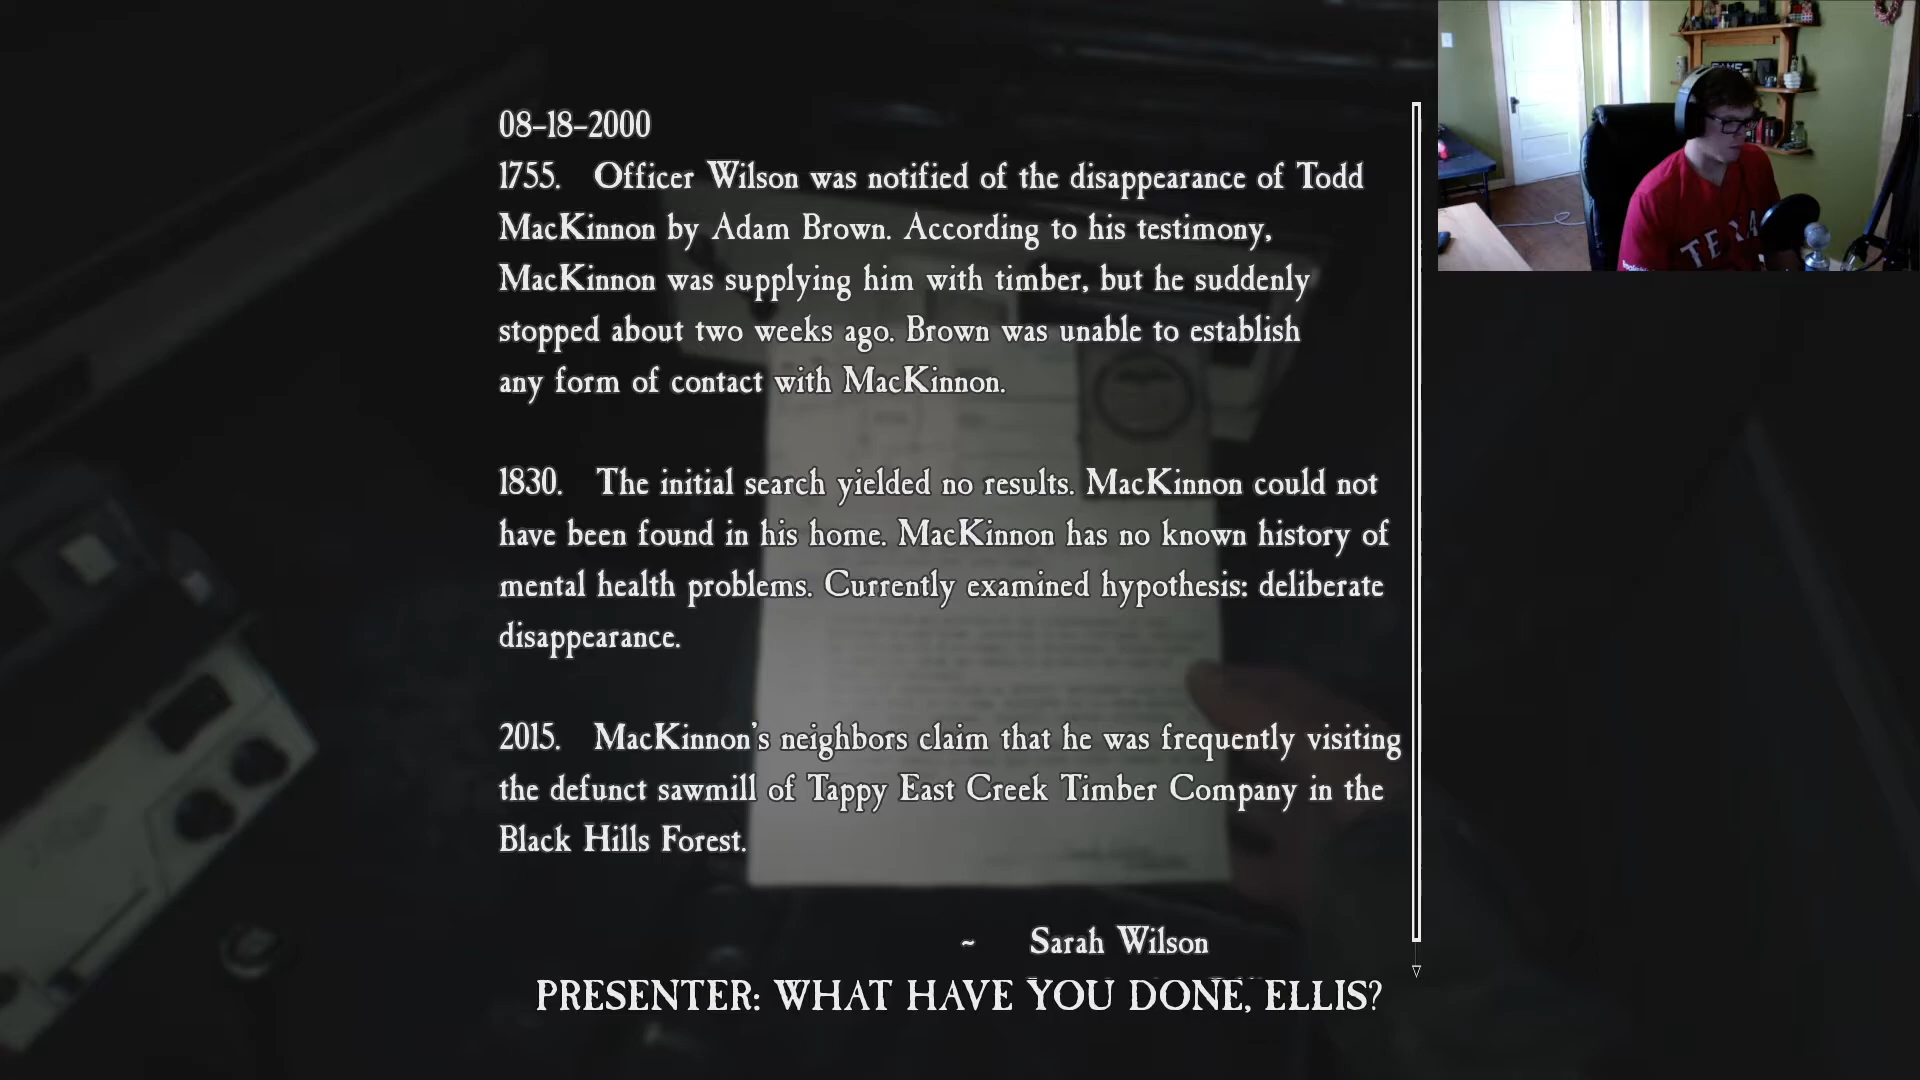 08-18-2000
1755. Officer Wilson was notified of the disappearance of Todd
MacKinnon by Adam Brown. According to his testimony,
MacKinnon was supplying him with timber, but he suddenly
stopped about two weeks ago. Brown was unable to establish
any form of contact with MacKinnon.
1830. The initial search yielded no results. MacKinnon could not
have been found in his home. MacKinnon has no known history of
mental health problems. Currently examined hypothesis: deliberate
disappearance.
2015. MacKinnon's neighbors claim that he was frequently visiting
the defunct sawmill of Tappy East Creek Timber Company in the
Black Hills Forest.
~ Sarah Wilson
PRESENTER: WHAT HAVE YOU DONE, ELLIS?